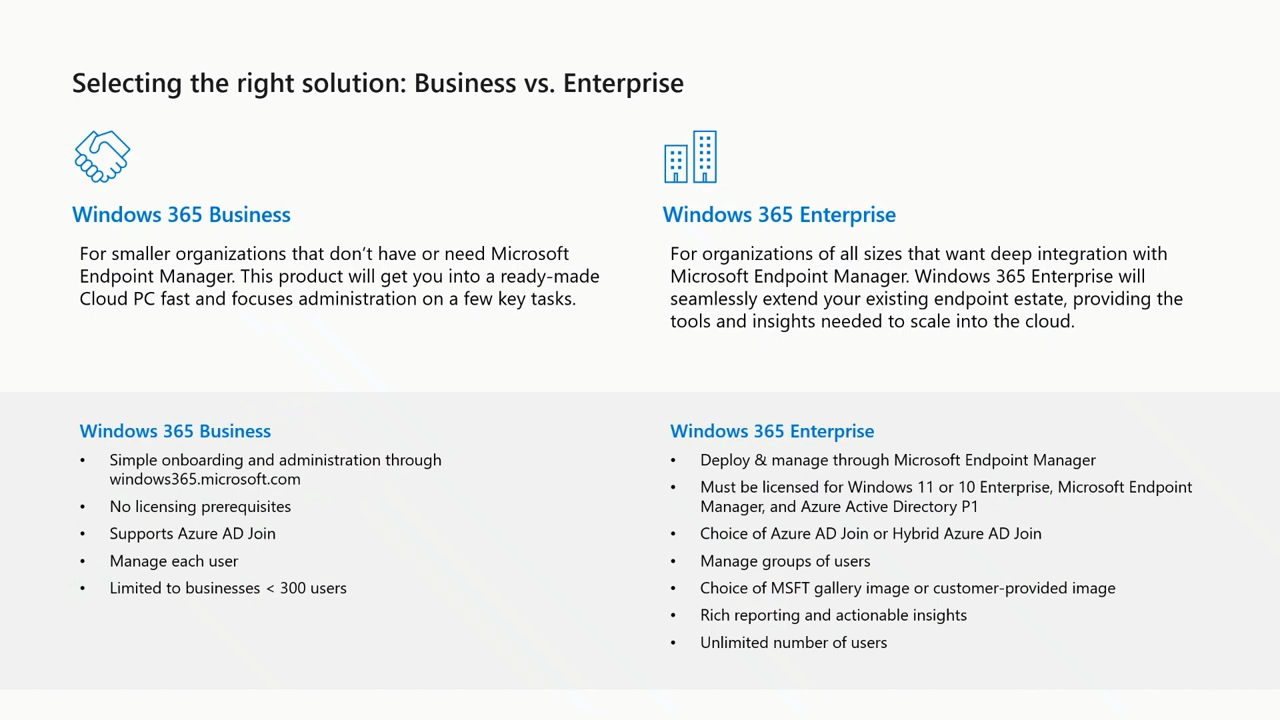 Selecting the right solution: Business vs. Enterprise
Windows 365 Business
For smaller organizations that don't have or need Microsoft
Endpoint Manager. This product will get you into a ready-made
Cloud PC fast and focuses administration on a few key tasks.
Windows 365 Enterprise
For organizations of all sizes that want deep integration with
Microsoft Endpoint Manager. Windows 365 Enterprise will
seamlessly extend your existing endpoint estate, providing the
tools and insights needed to scale into the cloud.
Windows 365 Business
• Simple onboarding and administration through
windows365.microsoft.com
• No licensing prerequisites
• Supports Azure AD Join
• Manage each user
• Limited to businesses < 300 users
Windows 365 Enterprise
• Deploy & manage through Microsoft Endpoint Manager
• Must be licensed for Windows 11 or 10 Enterprise, Microsoft Endpoint
Manager, and Azure Active Directory P1
• Choice of Azure AD Join or Hybrid Azure AD Join
• Manage groups of users
• Choice of MSFT gallery image or customer-provided image
• Rich reporting and actionable insights
• Unlimited number of users